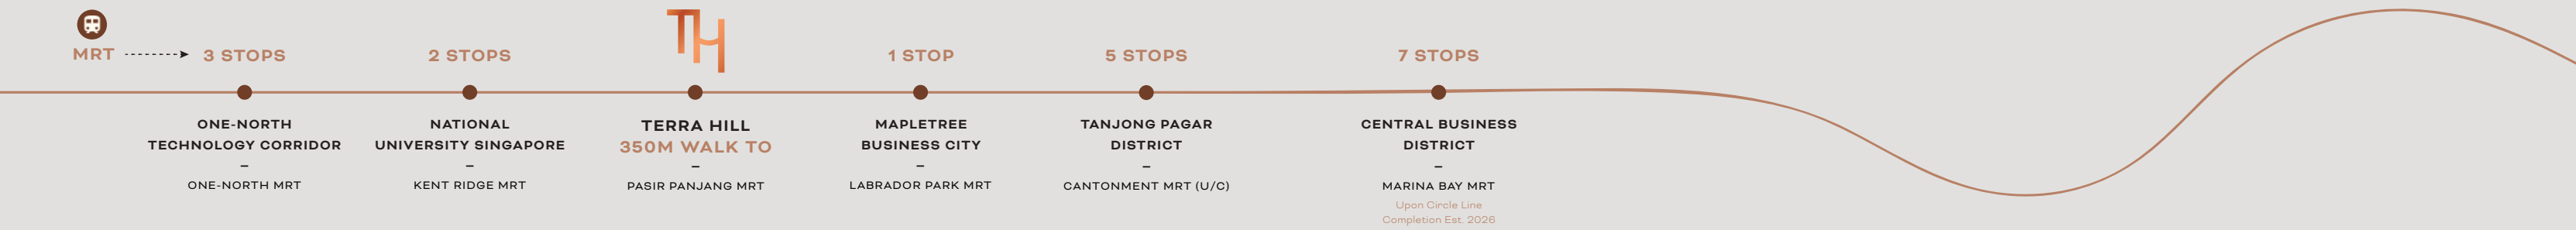 MRT
3 STOPS
2 STOPS
TH
1 STOP
5 STOPS
7 STOPS
ONE-NORTH
TECHNOLOGY CORRIDOR
–
ONE-NORTH MRT
NATIONAL
UNIVERSITY SINGAPORE
–
KENT RIDGE MRT
TERRA HILL
350M WALK TO
–
PASIR PANJANG MRT
MAPLETREE
BUSINESS CITY
–
LABRADOR PARK MRT
TANJONG PAGAR
DISTRICT
–
CANTONMENT MRT (U/C)
CENTRAL BUSINESS
DISTRICT
–
MARINA BAY MRT
Upon Circle Line
Completion Est. 2026